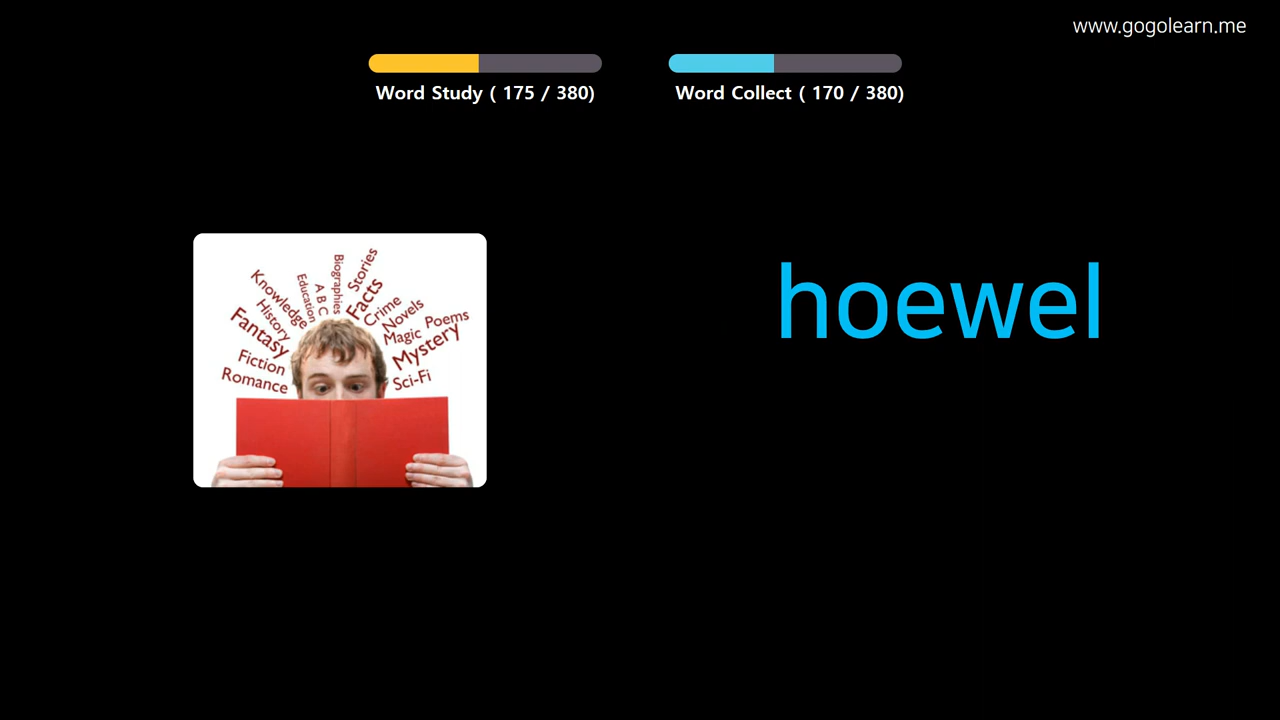 www.gogolearn.me
Word Study ( 175 / 380)
Word Collect ( 170 / 380)
hoewel
Biographies
Stories
Knowledge
Education
A B C
Facts
History
Crime
Novels
Fantasy
Magic
Poems
Mystery
Fiction
Romance
Sci-Fi